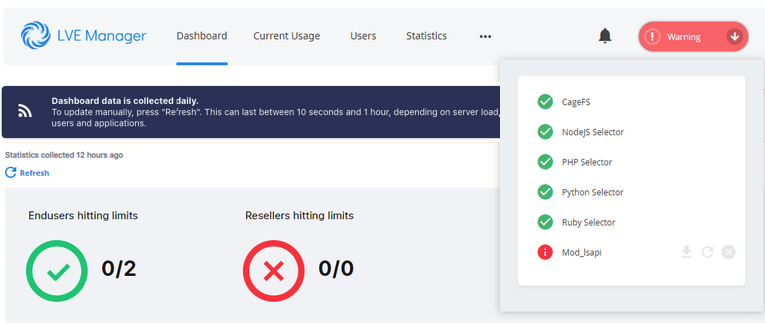 LVE Manager
Dashboard
Current Usage
Users
Statistics
Warning
Dashboard data is collected daily.
To update manually, press "Refresh". This can last between 10 seconds and 1 hour, depending on server load,
users and applications.
Statistics collected 12 hours ago
Refresh
Endusers hitting limits
0/2
Resellers hitting limits
0/0
CageFS
NodeJS Selector
PHP Selector
Python Selector
Ruby Selector
Mod_lsapi